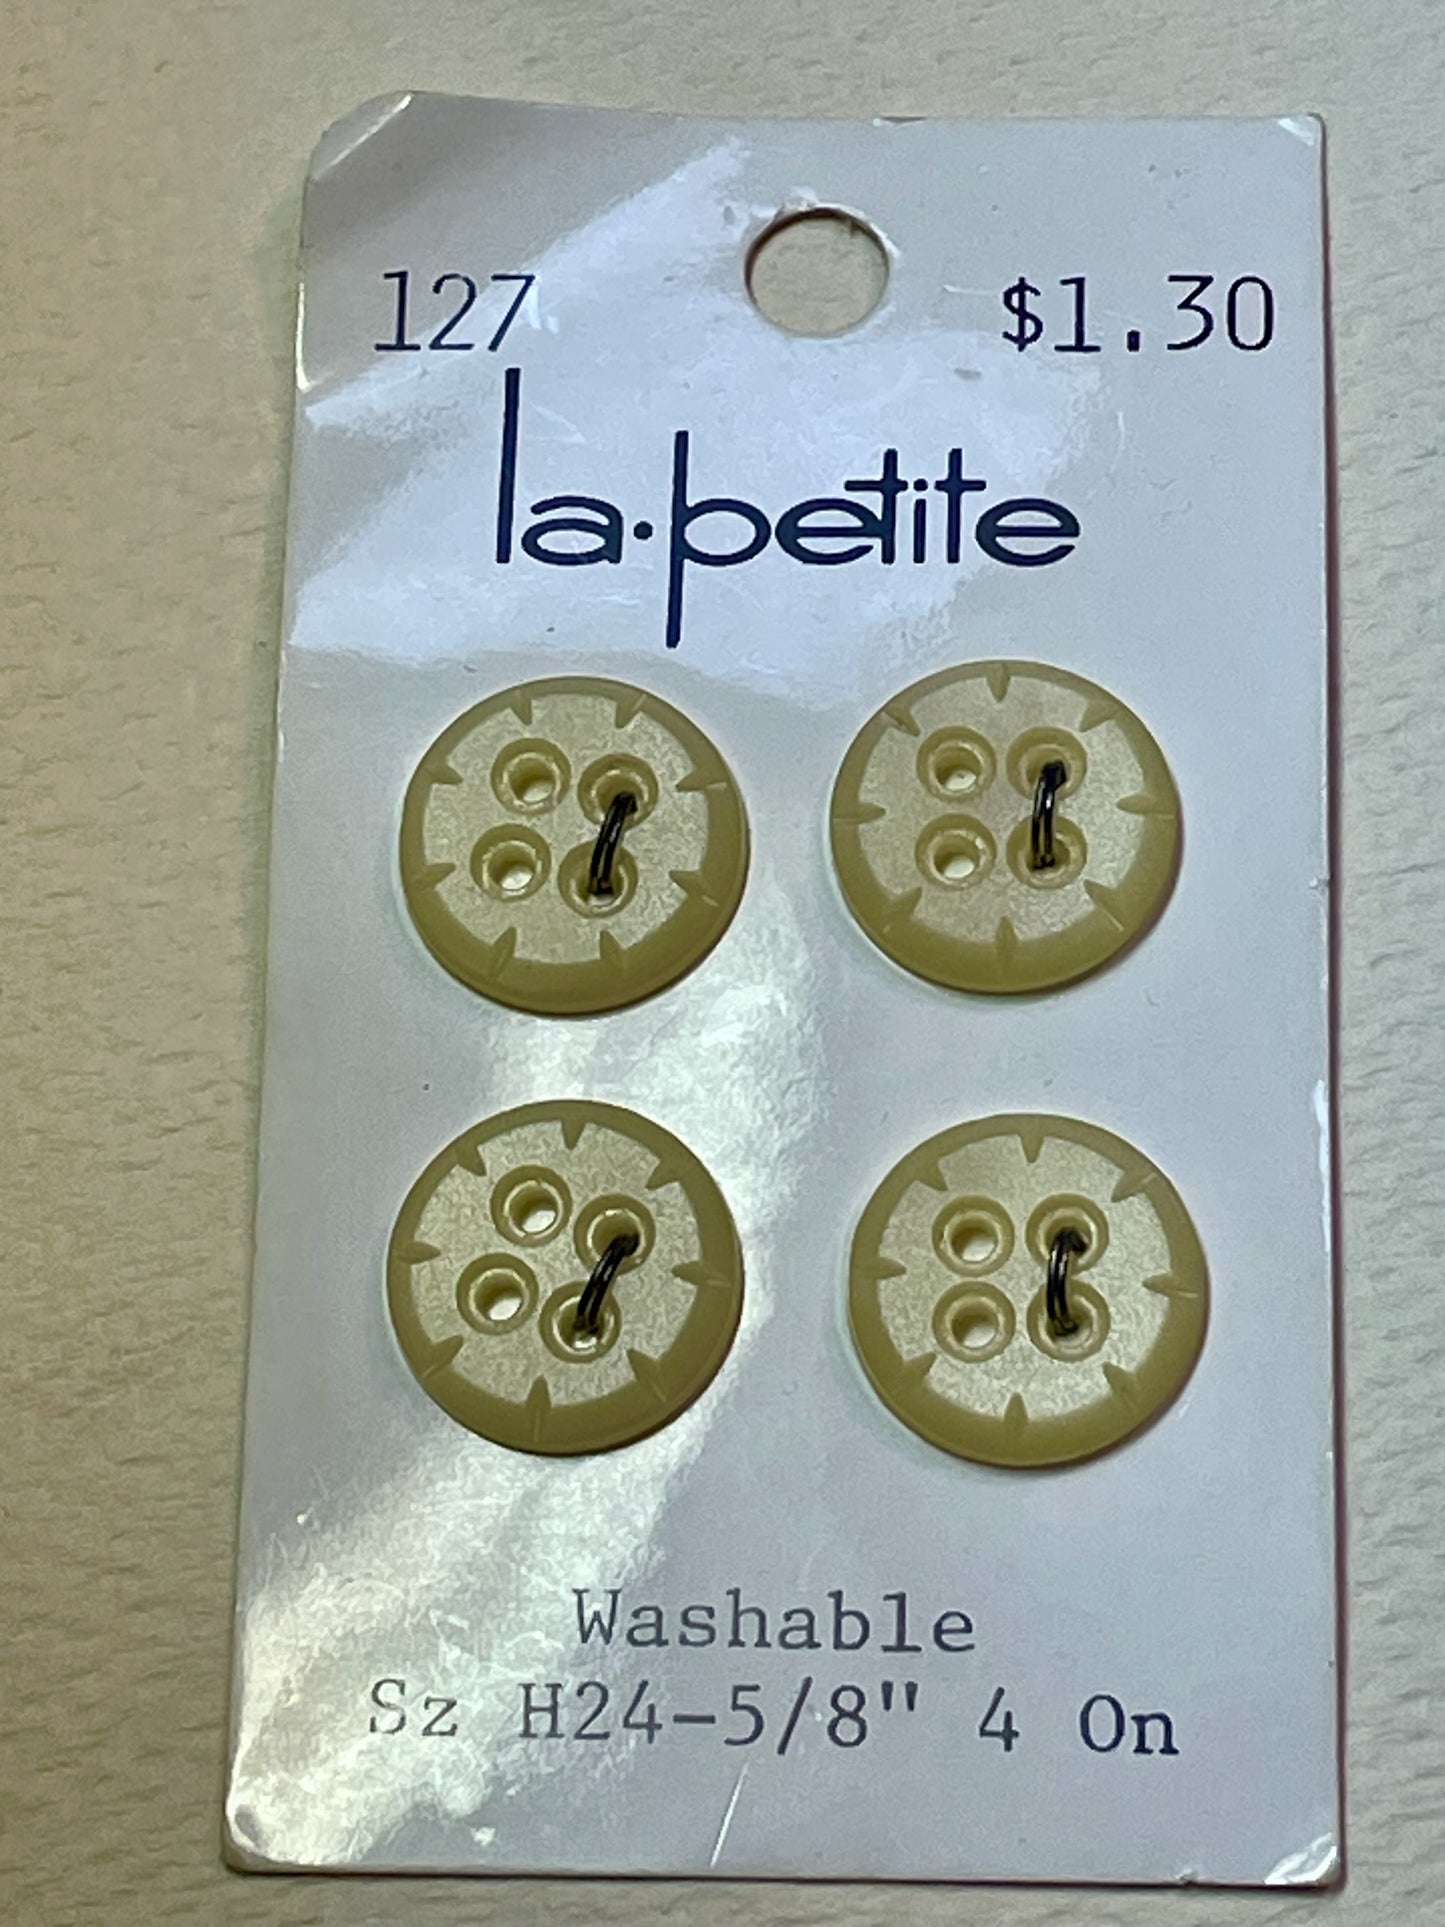 127 $1.30
la·petite
Washable
Sz H24-5/8" 4 On